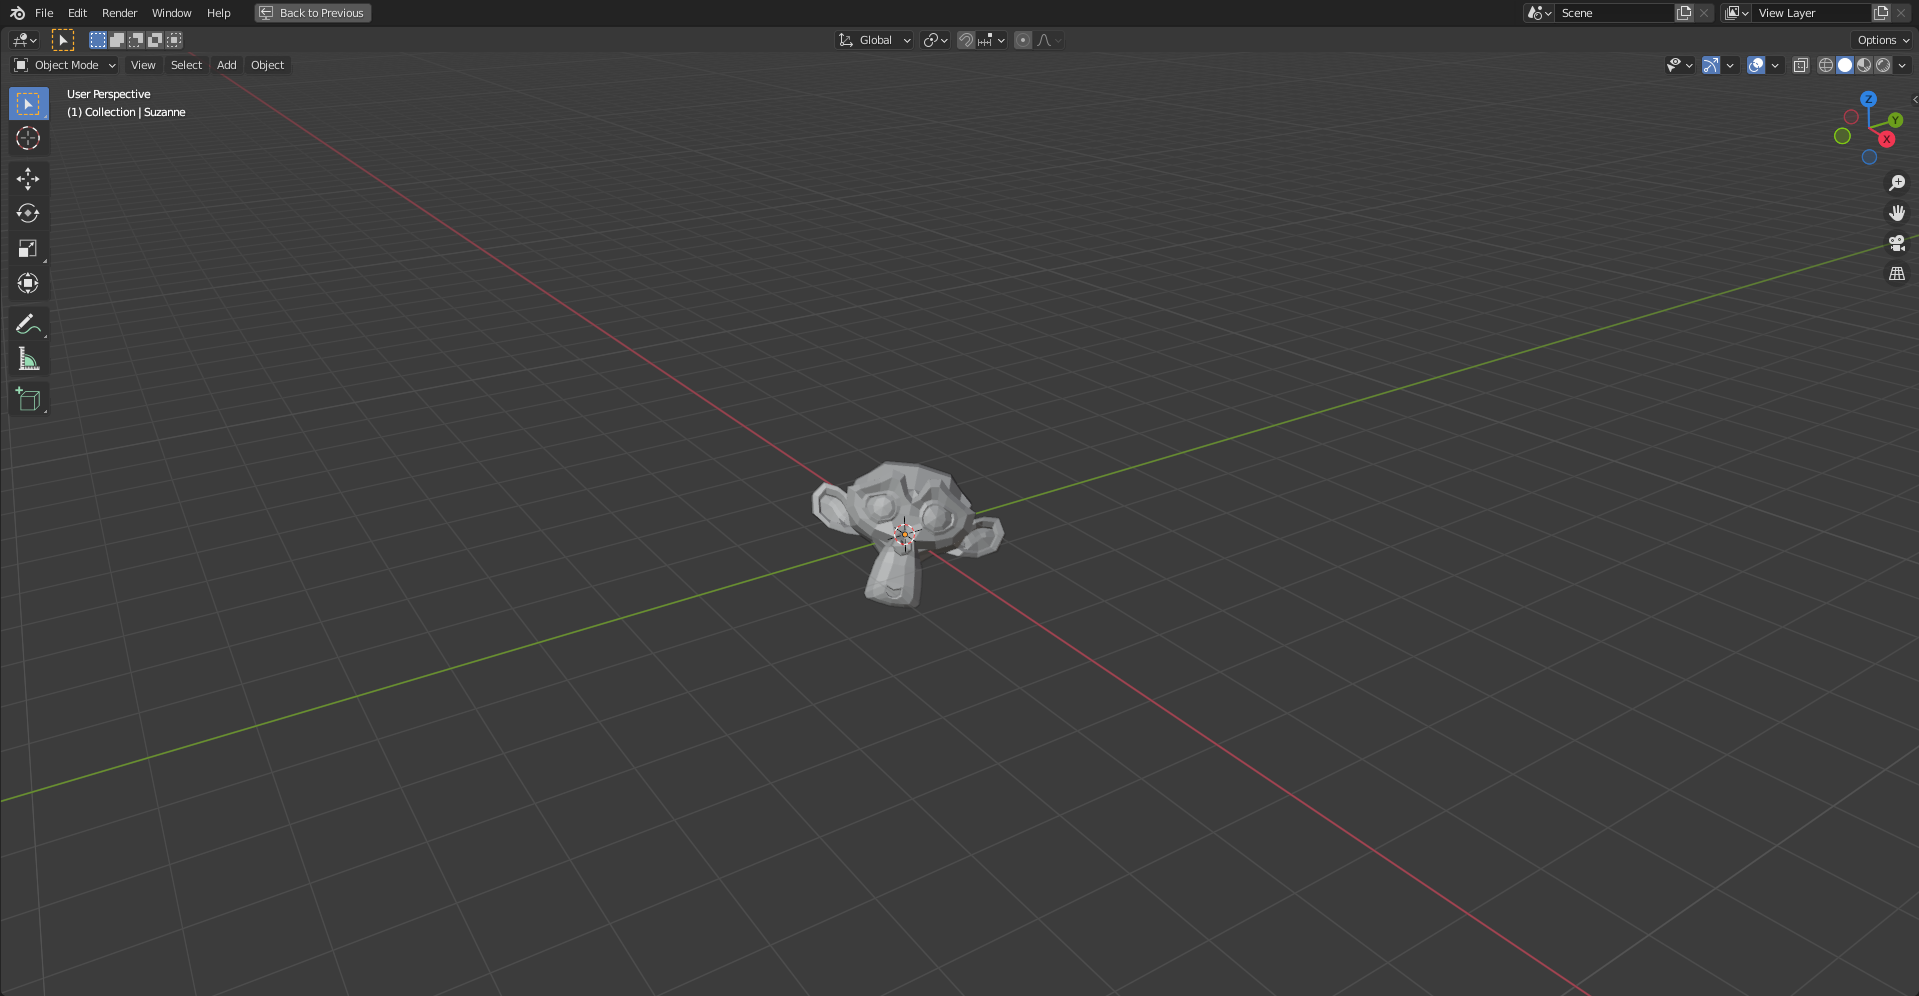 File Edit Render Window Help Back to Previous Scene View Layer
Global Options
Object Mode View Select Add Object
User Perspective
(1) Collection | Suzanne
Z
Y
X